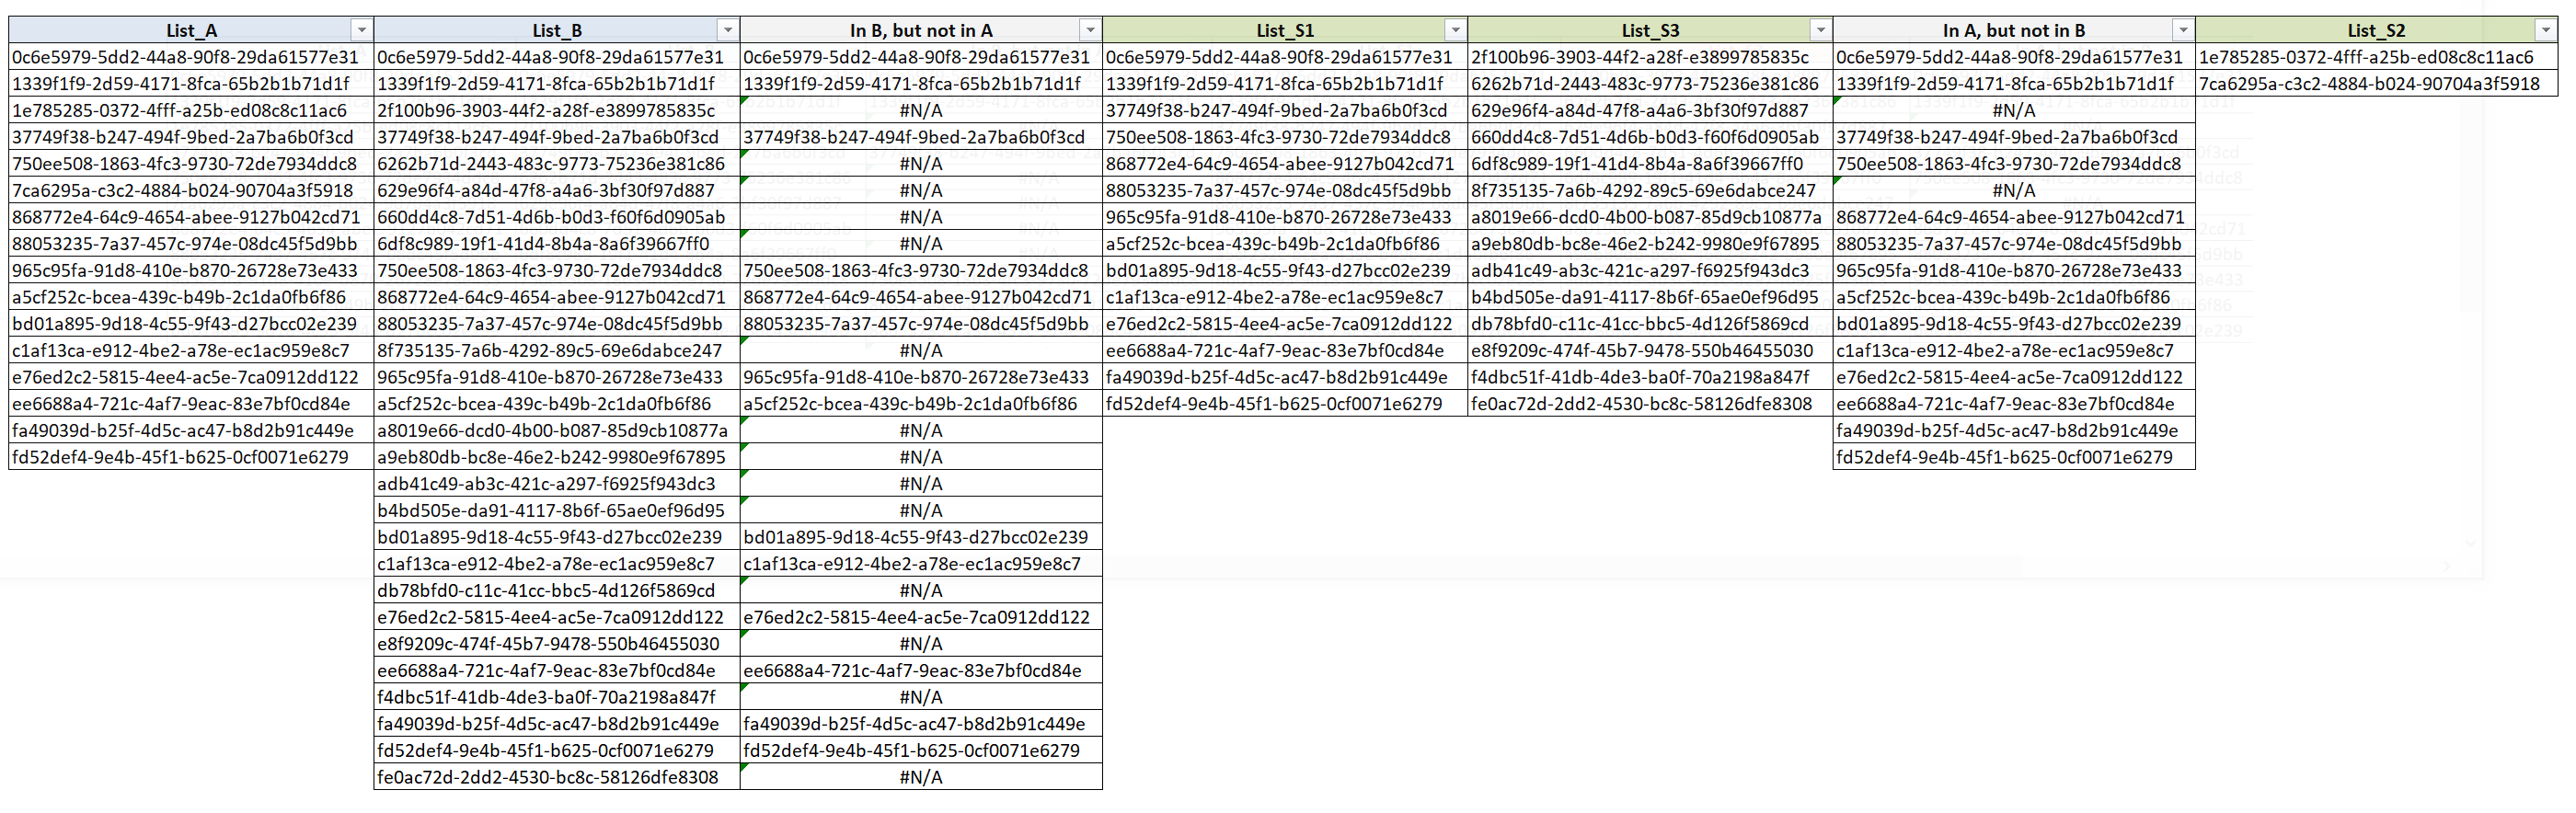 List_A List_B In B, but not in A List_S1 List_S3 In A, but not in B List_S2
0c6e5979-5dd2-44a8-90f8-29da61577e31 0c6e5979-5dd2-44a8-90f8-29da61577e31 0c6e5979-5dd2-44a8-90f8-29da61577e31 0c6e5979-5dd2-44a8-90f8-29da61577e31 2f100b96-3903-44f2-a28f-e3899785835c 0c6e5979-5dd2-44a8-90f8-29da61577e31 1e785285-0372-4fff-a25b-ed08c8c11ac6
1339f1f9-2d59-4171-8fca-65b2b1b71d1f 1339f1f9-2d59-4171-8fca-65b2b1b71d1f 1339f1f9-2d59-4171-8fca-65b2b1b71d1f 1339f1f9-2d59-4171-8fca-65b2b1b71d1f 6262b71d-2443-483c-9773-75236e381c86 1339f1f9-2d59-4171-8fca-65b2b1b71d1f 7ca6295a-c3c2-4884-b024-90704a3f5918
1e785285-0372-4fff-a25b-ed08c8c11ac6 2f100b96-3903-44f2-a28f-e3899785835c #N/A 37749f38-b247-494f-9bed-2a7ba6b0f3cd 629e96f4-a84d-47f8-a4a6-3bf30f97d887 #N/A
37749f38-b247-494f-9bed-2a7ba6b0f3cd 37749f38-b247-494f-9bed-2a7ba6b0f3cd 37749f38-b247-494f-9bed-2a7ba6b0f3cd 750ee508-1863-4fc3-9730-72de7934ddc8 660dd4c8-7d51-4d6b-b0d3-f60f6d0905ab 37749f38-b247-494f-9bed-2a7ba6b0f3cd
750ee508-1863-4fc3-9730-72de7934ddc8 6262b71d-2443-483c-9773-75236e381c86 #N/A 868772e4-64c9-4654-abee-9127b042cd71 6df8c989-19f1-41d4-8b4a-8a6f39667ff0 750ee508-1863-4fc3-9730-72de7934ddc8
7ca6295a-c3c2-4884-b024-90704a3f5918 629e96f4-a84d-47f8-a4a6-3bf30f97d887 #N/A 88053235-7a37-457c-974e-08dc45f5d9bb 8f735135-7a6b-4292-89c5-69e6dabce247 #N/A
868772e4-64c9-4654-abee-9127b042cd71 660dd4c8-7d51-4d6b-b0d3-f60f6d0905ab #N/A 965c95fa-91d8-410e-b870-26728e73e433 a8019e66-dcd0-4b00-b087-85d9cb10877a 868772e4-64c9-4654-abee-9127b042cd71
88053235-7a37-457c-974e-08dc45f5d9bb 6df8c989-19f1-41d4-8b4a-8a6f39667ff0 #N/A a5cf252c-bcea-439c-b49b-2c1da0fb6f86 a9eb80db-bc8e-46e2-b242-9980e9f67895 88053235-7a37-457c-974e-08dc45f5d9bb
965c95fa-91d8-410e-b870-26728e73e433 750ee508-1863-4fc3-9730-72de7934ddc8 750ee508-1863-4fc3-9730-72de7934ddc8 bd01a895-9d18-4c55-9f43-d27bcc02e239 adb41c49-ab3c-421c-a297-f6925f943dc3 965c95fa-91d8-410e-b870-26728e73e433
a5cf252c-bcea-439c-b49b-2c1da0fb6f86 868772e4-64c9-4654-abee-9127b042cd71 868772e4-64c9-4654-abee-9127b042cd71 c1af13ca-e912-4be2-a78e-ec1ac959e8c7 b4bd505e-da91-4117-8b6f-65ae0ef96d95 a5cf252c-bcea-439c-b49b-2c1da0fb6f86
bd01a895-9d18-4c55-9f43-d27bcc02e239 88053235-7a37-457c-974e-08dc45f5d9bb 88053235-7a37-457c-974e-08dc45f5d9bb e76ed2c2-5815-4ee4-ac5e-7ca0912dd122 db78bfd0-c11c-41cc-bbc5-4d126f5869cd bd01a895-9d18-4c55-9f43-d27bcc02e239
c1af13ca-e912-4be2-a78e-ec1ac959e8c7 8f735135-7a6b-4292-89c5-69e6dabce247 #N/A ee6688a4-721c-4af7-9eac-83e7bf0cd84e e8f9209c-474f-45b7-9478-550b46455030 c1af13ca-e912-4be2-a78e-ec1ac959e8c7
e76ed2c2-5815-4ee4-ac5e-7ca0912dd122 965c95fa-91d8-410e-b870-26728e73e433 965c95fa-91d8-410e-b870-26728e73e433 fa49039d-b25f-4d5c-ac47-b8d2b91c449e f4dbc51f-41db-4de3-ba0f-70a2198a847f e76ed2c2-5815-4ee4-ac5e-7ca0912dd122
ee6688a4-721c-4af7-9eac-83e7bf0cd84e a5cf252c-bcea-439c-b49b-2c1da0fb6f86 a5cf252c-bcea-439c-b49b-2c1da0fb6f86 fd52def4-9e4b-45f1-b625-0cf0071e6279 fe0ac72d-2dd2-4530-bc8c-58126dfe8308 ee6688a4-721c-4af7-9eac-83e7bf0cd84e
fa49039d-b25f-4d5c-ac47-b8d2b91c449e a8019e66-dcd0-4b00-b087-85d9cb10877a #N/A fa49039d-b25f-4d5c-ac47-b8d2b91c449e
fd52def4-9e4b-45f1-b625-0cf0071e6279 a9eb80db-bc8e-46e2-b242-9980e9f67895 #N/A fd52def4-9e4b-45f1-b625-0cf0071e6279
adb41c49-ab3c-421c-a297-f6925f943dc3 #N/A
b4bd505e-da91-4117-8b6f-65ae0ef96d95 #N/A
bd01a895-9d18-4c55-9f43-d27bcc02e239 bd01a895-9d18-4c55-9f43-d27bcc02e239
c1af13ca-e912-4be2-a78e-ec1ac959e8c7 c1af13ca-e912-4be2-a78e-ec1ac959e8c7
db78bfd0-c11c-41cc-bbc5-4d126f5869cd #N/A
e76ed2c2-5815-4ee4-ac5e-7ca0912dd122 e76ed2c2-5815-4ee4-ac5e-7ca0912dd122
e8f9209c-474f-45b7-9478-550b46455030 #N/A
ee6688a4-721c-4af7-9eac-83e7bf0cd84e ee6688a4-721c-4af7-9eac-83e7bf0cd84e
f4dbc51f-41db-4de3-ba0f-70a2198a847f #N/A
fa49039d-b25f-4d5c-ac47-b8d2b91c449e fa49039d-b25f-4d5c-ac47-b8d2b91c449e
fd52def4-9e4b-45f1-b625-0cf0071e6279 fd52def4-9e4b-45f1-b625-0cf0071e6279
fe0ac72d-2dd2-4530-bc8c-58126dfe8308 #N/A